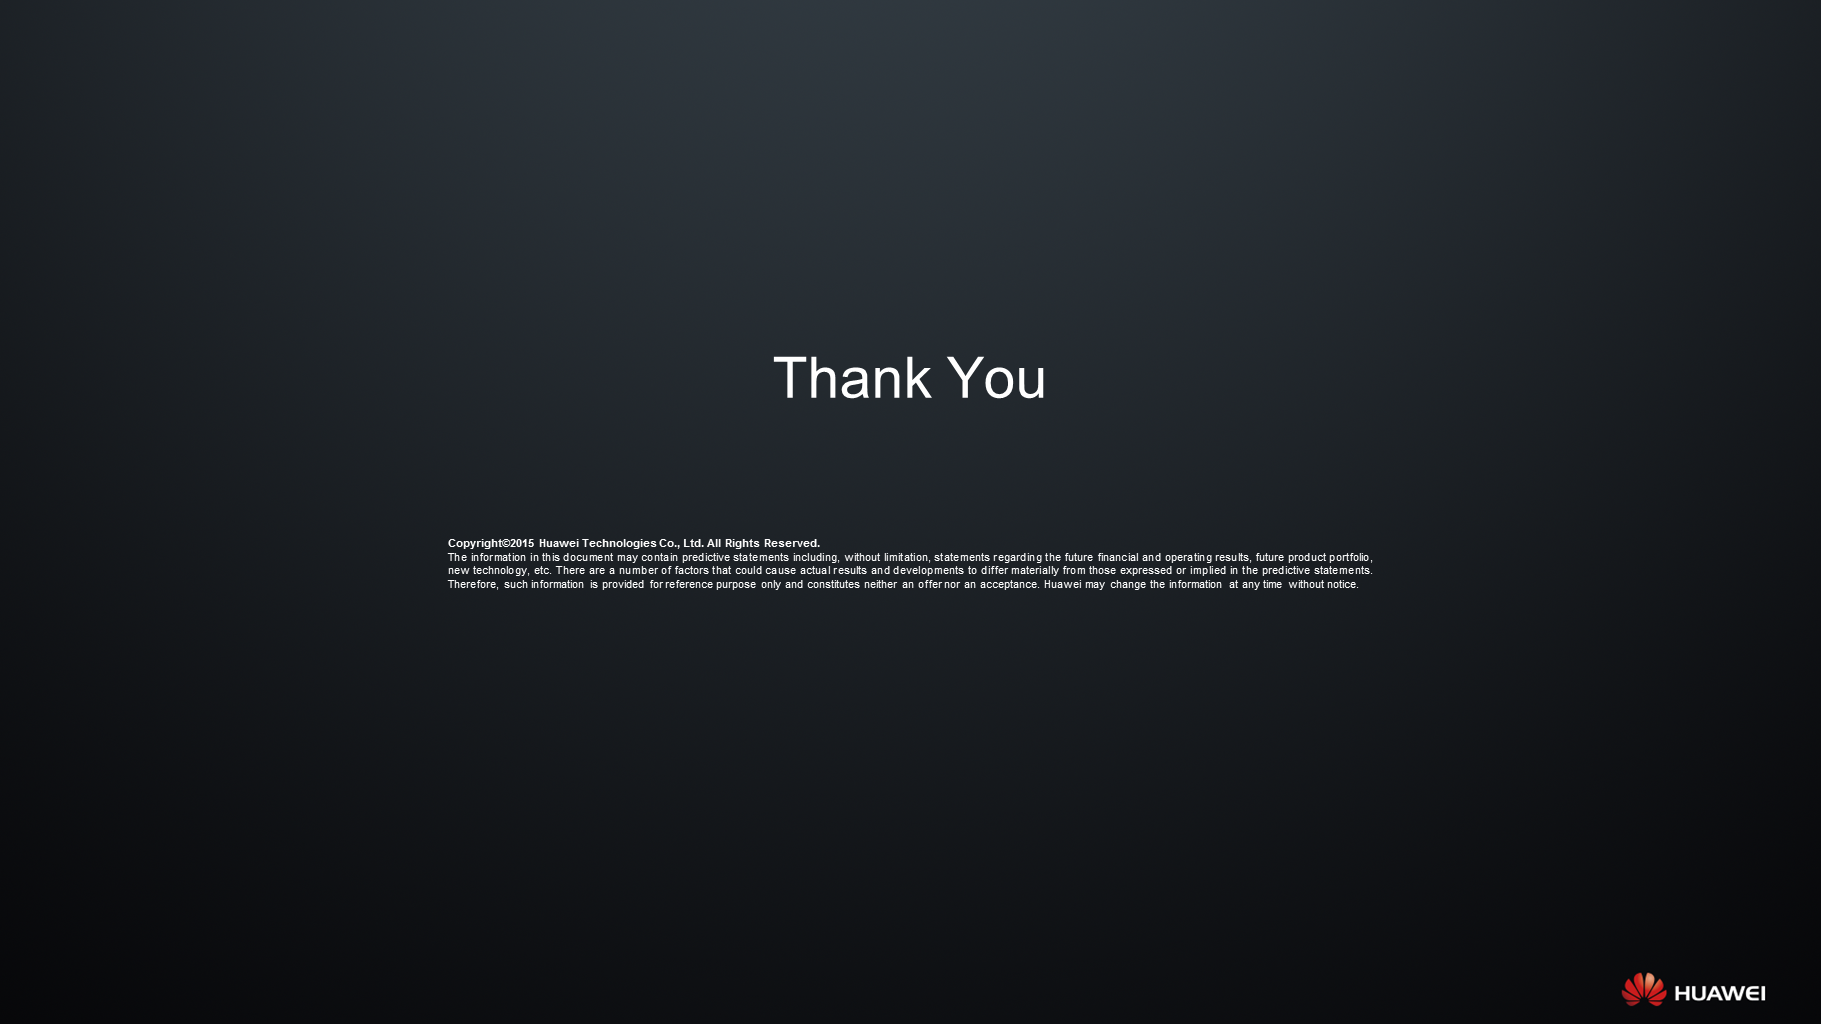 Thank You
Copyright©2015 Huawei Technologies Co., Ltd. All Rights Reserved.
The information in this document may contain predictive statements including, without limitation, statements regarding the future financial and operating results, future product portfolio,
new technology, etc. There are a number of factors that could cause actual results and developments to differ materially from those expressed or implied in the predictive statements.
Therefore, such information is provided for reference purpose only and constitutes neither an offer nor an acceptance. Huawei may change the information at any time without notice.
HUAWEI